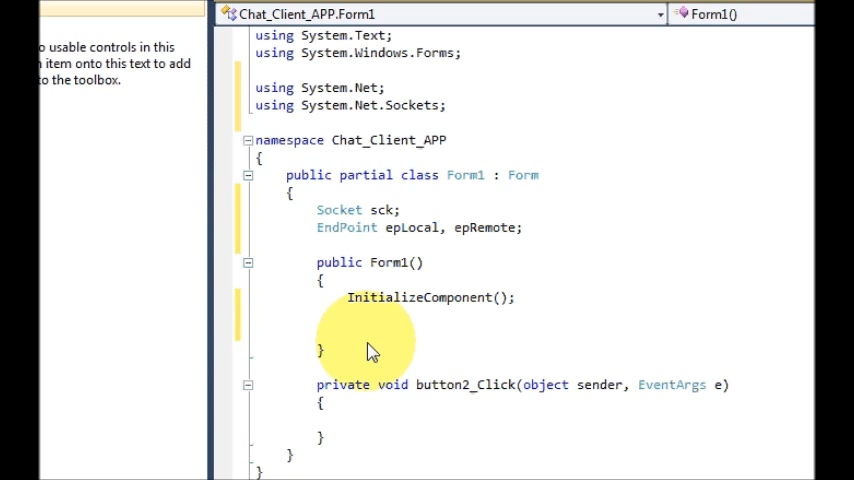 o usable controls in this
n item onto this text to add
to the toolbox.
Chat_Client_APP.Form1
Form1()
using System.Text;
using System.Windows.Forms;
using System.Net;
using System.Net.Sockets;
namespace Chat_Client_APP
{
public partial class Form1 : Form
{
Socket sck;
EndPoint epLocal, epRemote;
public Form1()
{
InitializeComponent();
}
private void button2_Click(object sender, EventArgs e)
{
}
}
}